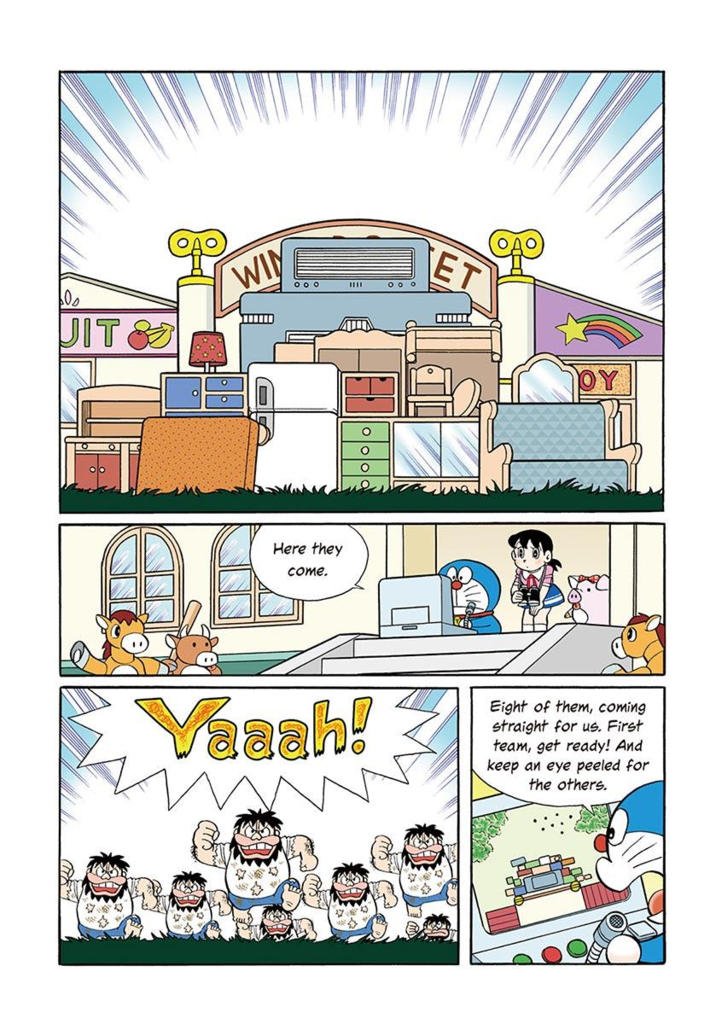 WIN
ET
UIT
OY
Here they
come.
Yaaah!
Eight of them, coming
straight for us. First
team, get ready! And
keep an eye peeled for
the others.